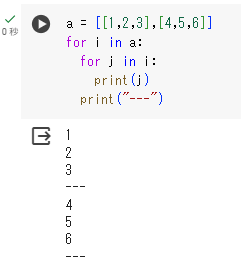 a = [[1,2,3],[4,5,6]]
for i in a:
  for j in i:
    print(j)
  print("---")
0 秒
1
2
3
---
4
5
6
---